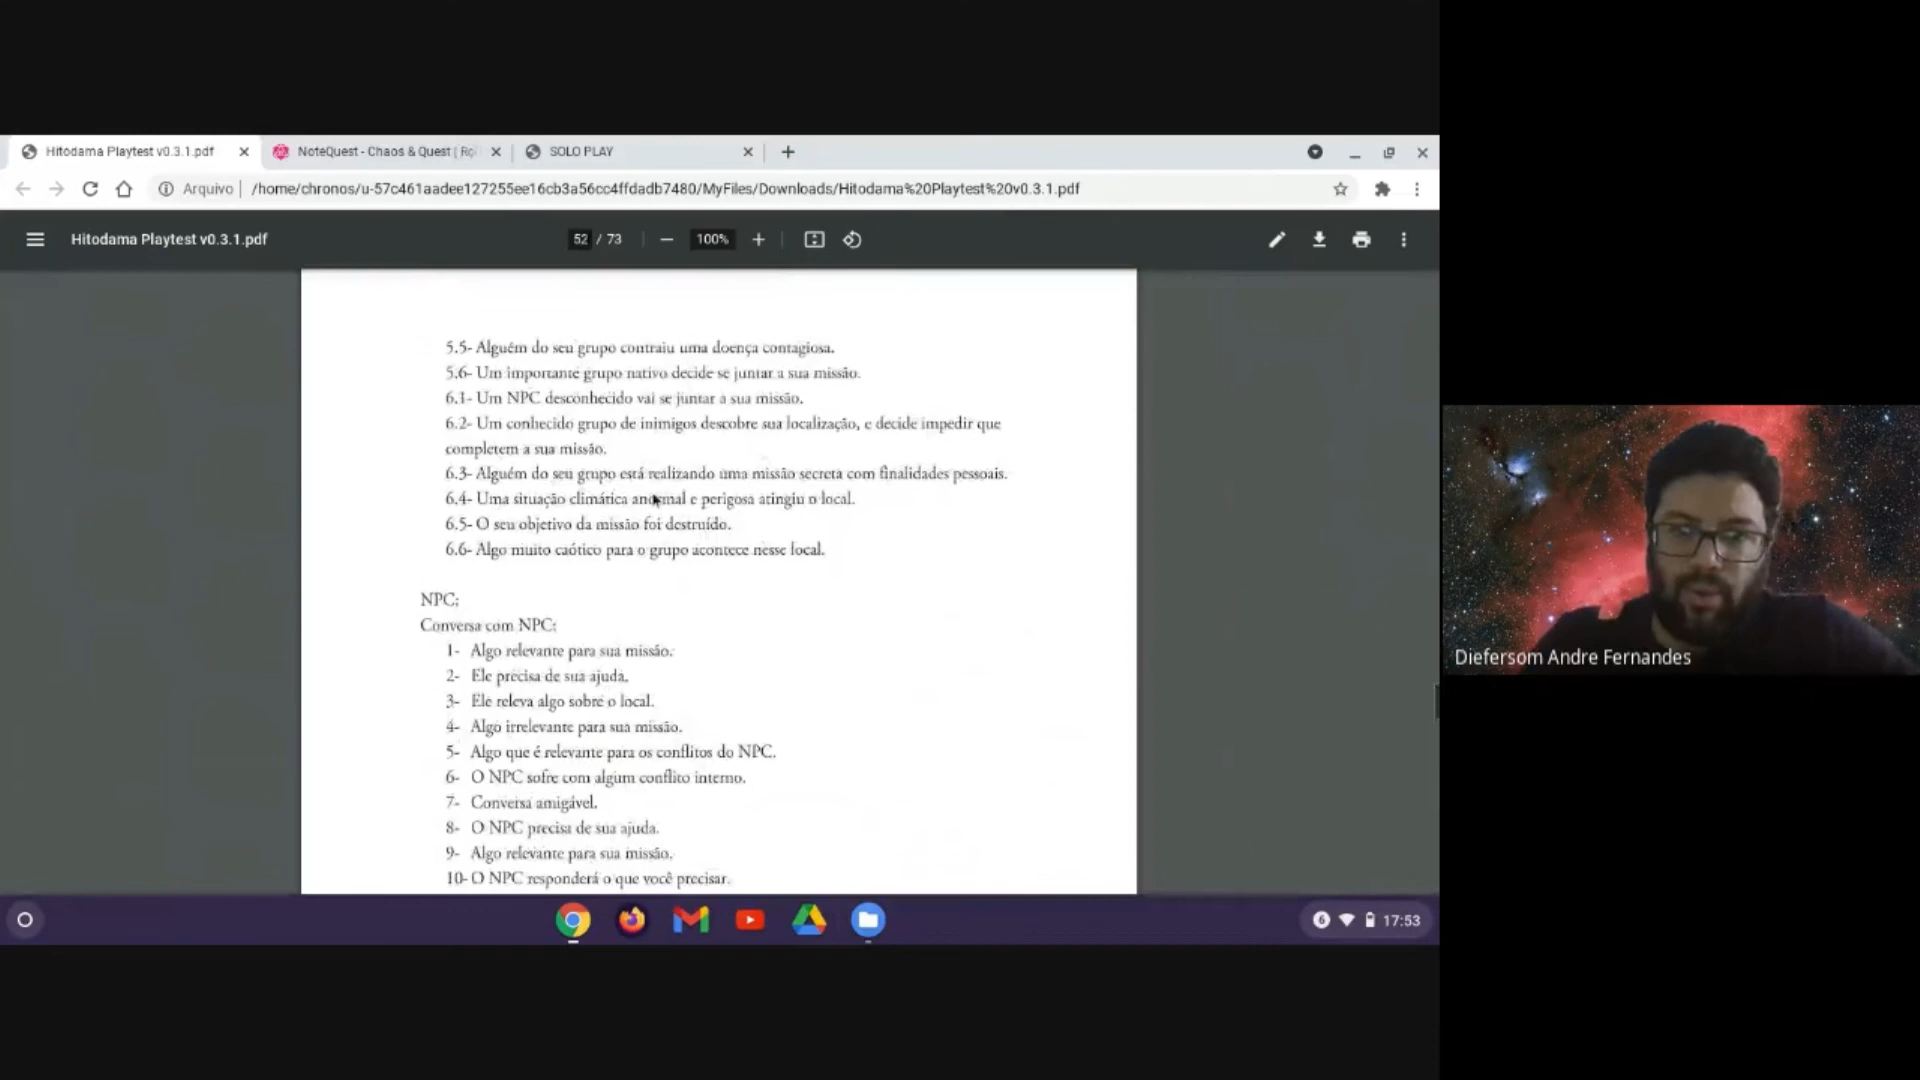 Hitodama Playtest v0.3.1.pdf
NoteQuest - Chaos & Quest | Rol
SOLO PLAY
Arquivo
/home/chronos/u-57c461aadee127255ee16cb3a56cc4ffdadb7480/MyFiles/Downloads/Hitodama%20Playtest%20v0.3.1.pdf
Hitodama Playtest v0.3.1.pdf
52 / 73
100%
5.5- Alguém do seu grupo contraiu uma doença contagiosa.
5.6- Um importante grupo nativo decide se juntar a sua missão.
6.1- Um NPC desconhecido vai se juntar a sua missão.
6.2- Um conhecido grupo de inimigos descobre sua localização, e decide impedir que
completem a sua missão.
6.3- Alguém do seu grupo está realizando uma missão secreta com finalidades pessoais.
6.4- Uma situação climática anormal e perigosa atingiu o local.
6.5- O seu objetivo da missão foi destruído.
6.6- Algo muito caótico para o grupo acontece nesse local.
NPC:
Conversa com NPC:
1- Algo relevante para sua missão.
2- Ele precisa de sua ajuda.
3- Ele releva algo sobre o local.
4- Algo irrelevante para sua missão.
5- Algo que é relevante para os conflitos do NPC.
6- O NPC sofre com algum conflito interno.
7- Conversa amigável.
8- O NPC precisa de sua ajuda.
9- Algo relevante para sua missão.
10- O NPC responderá o que você precisar.
6
17:53
Diefersom Andre Fernandes